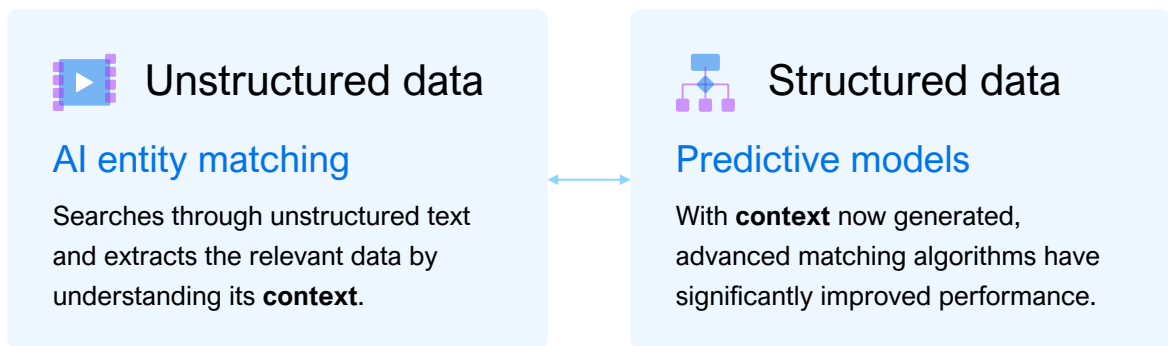 Unstructured data
AI entity matching
Searches through unstructured text
and extracts the relevant data by
understanding its context.
Structured data
Predictive models
With context now generated,
advanced matching algorithms have
significantly improved performance.